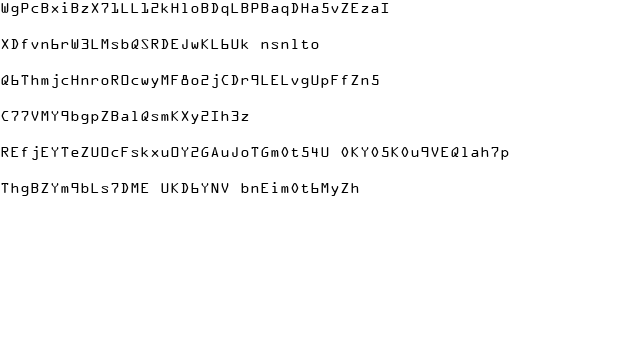 WgPcBxiBzX71LL12kHloBDqLBPBaqDHa5vZEzaI
XDfvn6rW3LMsbQSRDEJwKL6Uk nsnlto
Q6ThmjcHnroROcwyMF8o2jCDr9LELvgUpFfZn5
C77VMY9bgpZBalQsmKXy2Ih3z
REfjEYTeZUOcFskxuOY2GAuJoTGm0t54U 0KY05K0u9VEQlah7p
ThgBZYm9bLs7DME UKD6YNV bnEim0t6MyZh